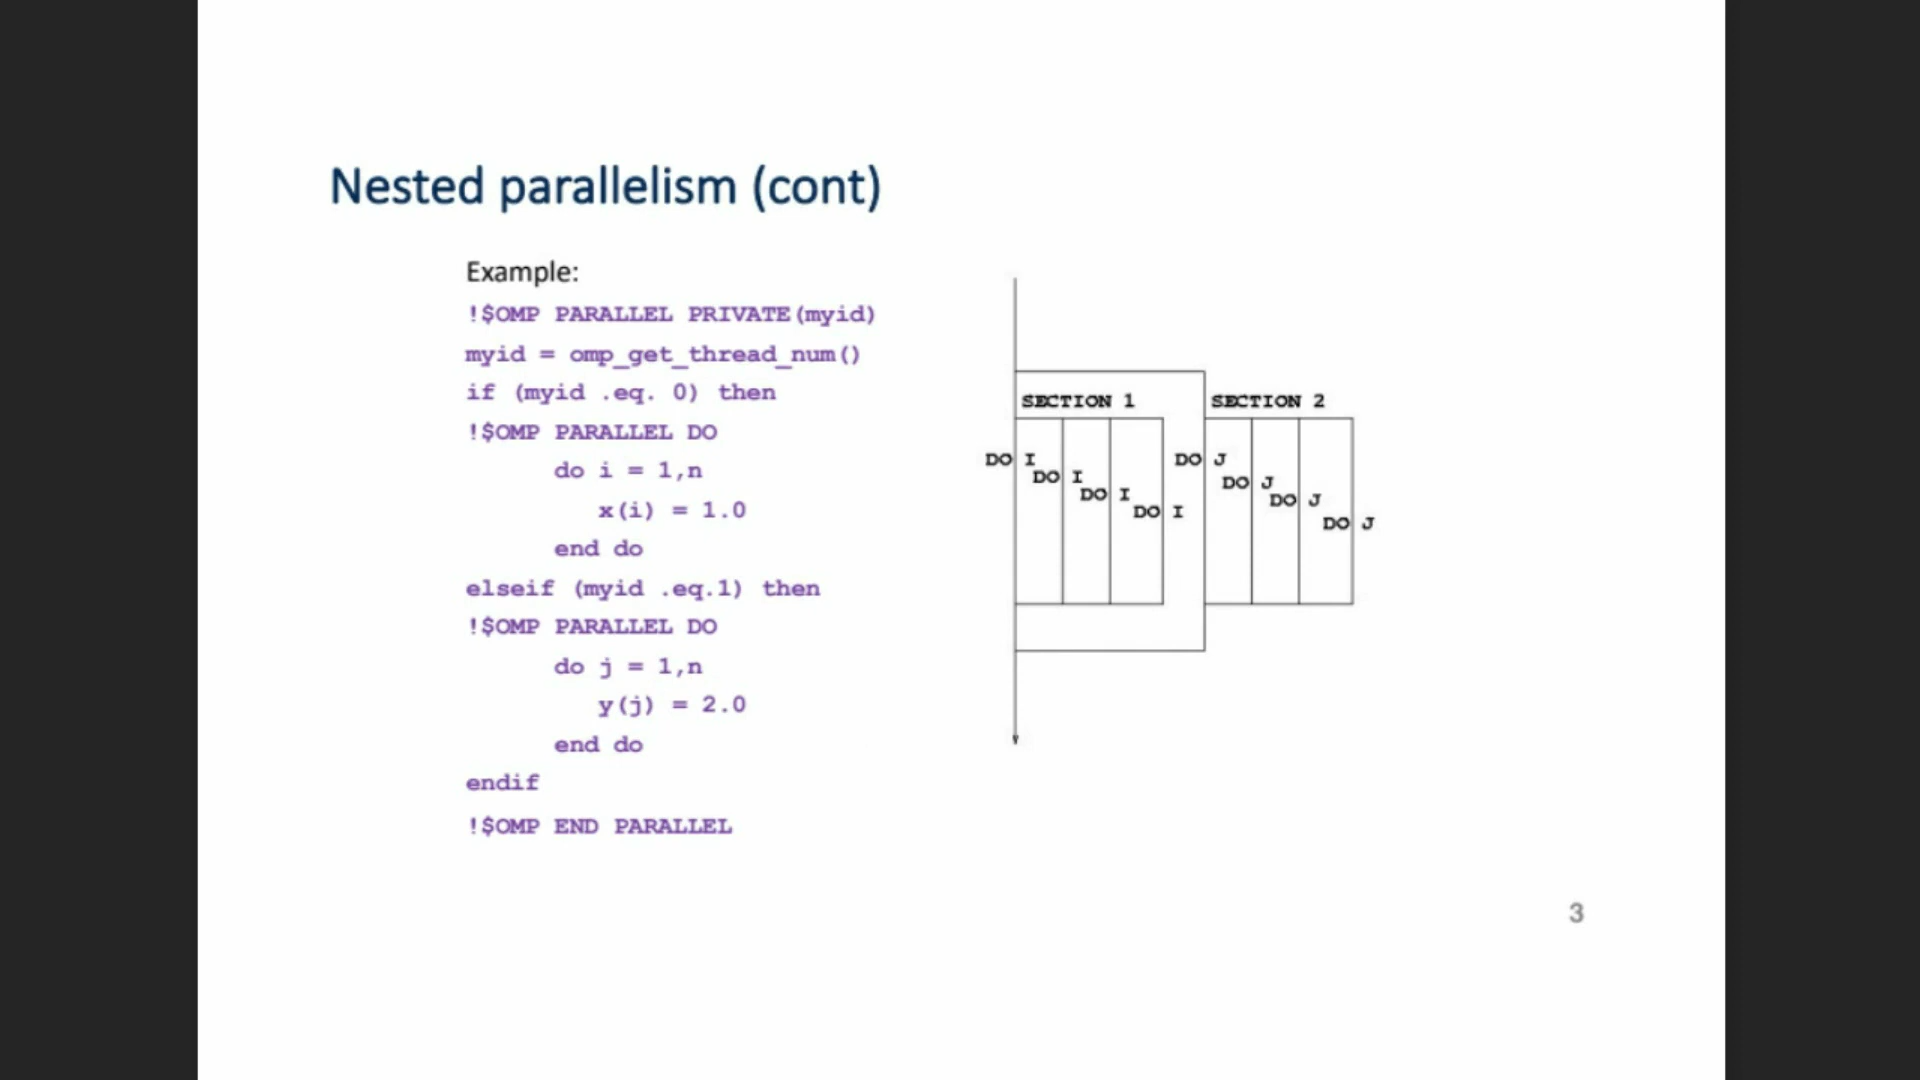 Nested parallelism (cont)
Example:
!$OMP PARALLEL PRIVATE(myid)
myid = omp_get_thread_num()
if (myid .eq. 0) then
!$OMP PARALLEL DO
do i = 1,n
x(i) = 1.0
end do
elseif (myid .eq.1) then
!$OMP PARALLEL DO
do j = 1,n
y(j) = 2.0
end do
endif
!$OMP END PARALLEL
SECTION 1
SECTION 2
DO I
DO I
DO I
DO I
DO J
DO J
DO J
DO J
3